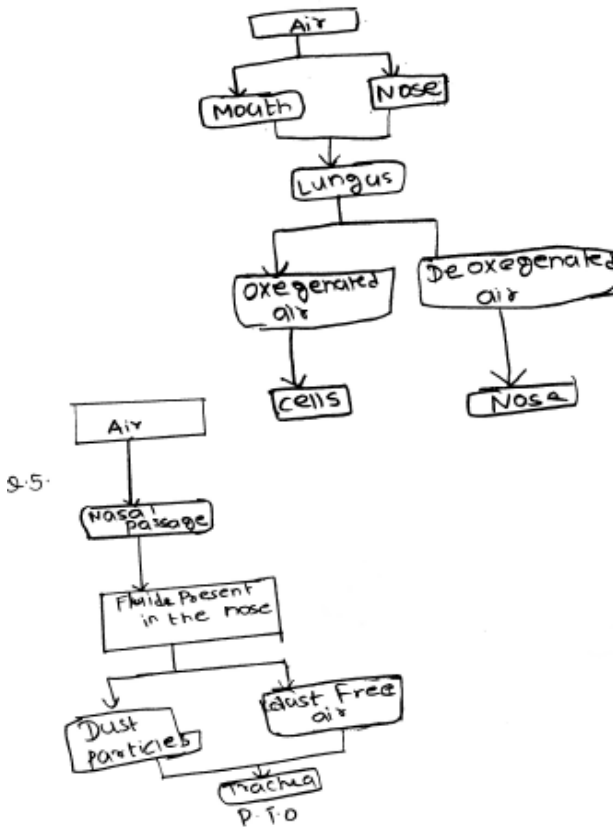 Air
Mouth
Nose
Lungus
oxegenated
air
De oxegenated
air
cells
Nose
Air
2.5.
Nasal
passage
Fluide Present
in the nose
Dust
particles
dust Free
air
Trachea
P.T.O